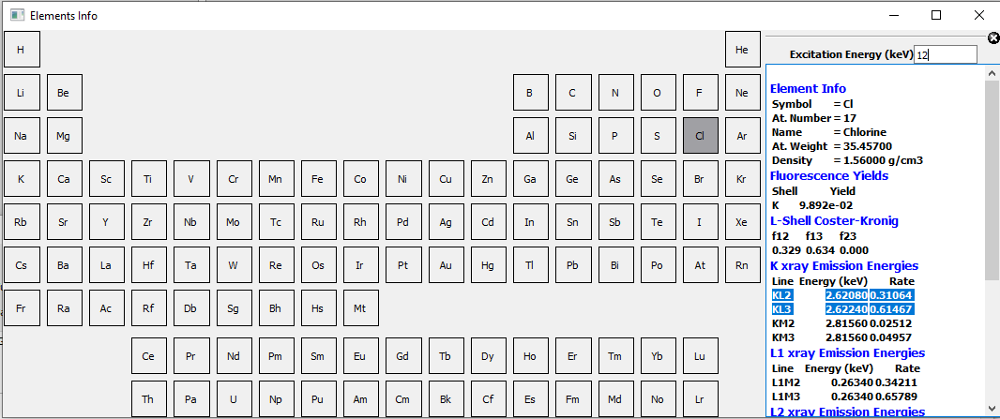 Elements Info
H He
Li Be B C N O F Ne
Na Mg Al Si P S Cl Ar
K Ca Sc Ti V Cr Mn Fe Co Ni Cu Zn Ga Ge As Se Br Kr
Rb Sr Y Zr Nb Mo Tc Ru Rh Pd Ag Cd In Sn Sb Te I Xe
Cs Ba La Hf Ta W Re Os Ir Pt Au Hg Tl Pb Bi Po At Rn
Fr Ra Ac Rf Db Sg Bh Hs Mt
Ce Pr Nd Pm Sm Eu Gd Tb Dy Ho Er Tm Yb Lu
Th Pa U Np Pu Am Cm Bk Cf Es Fm Md No Lr
Excitation Energy (keV) 12
Element Info
Symbol = Cl
At. Number = 17
Name = Chlorine
At. Weight = 35.45700
Density = 1.56000 g/cm3
Fluorescence Yields
Shell Yield
K 9.892e-02
L-Shell Coster-Kronig
f12 f13 f23
0.329 0.634 0.000
K xray Emission Energies
Line Energy (keV) Rate
KL2 2.62080 0.31064
KL3 2.62240 0.61467
KM2 2.81560 0.02512
KM3 2.81560 0.04957
L1 xray Emission Energies
Line Energy (keV) Rate
L1M2 0.26340 0.34211
L1M3 0.26340 0.65789
L2 xray Emission Energies